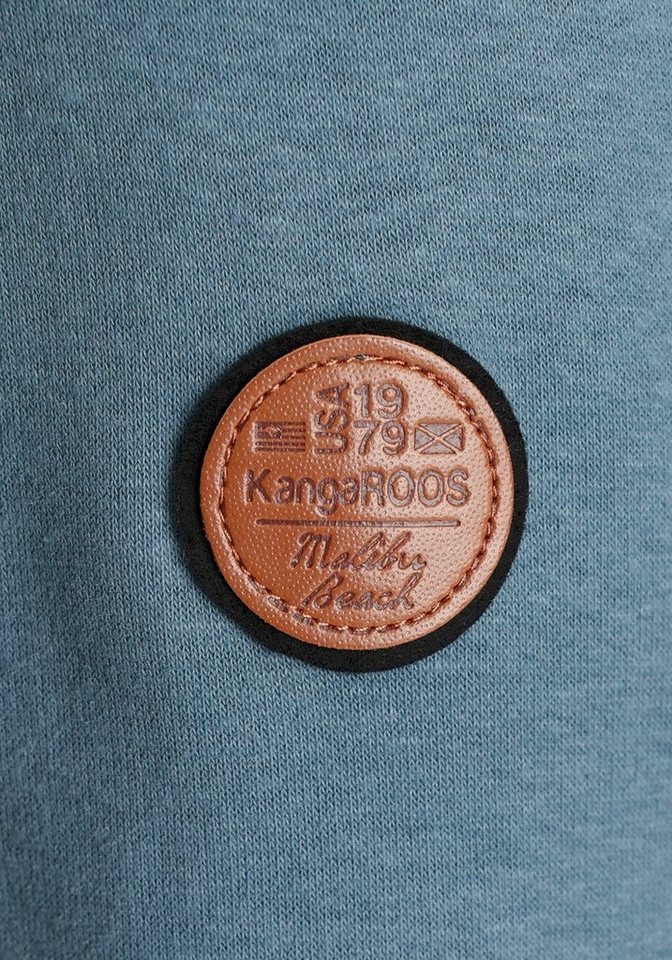 USA 19
79
KangaROOS
Malibu
Beach